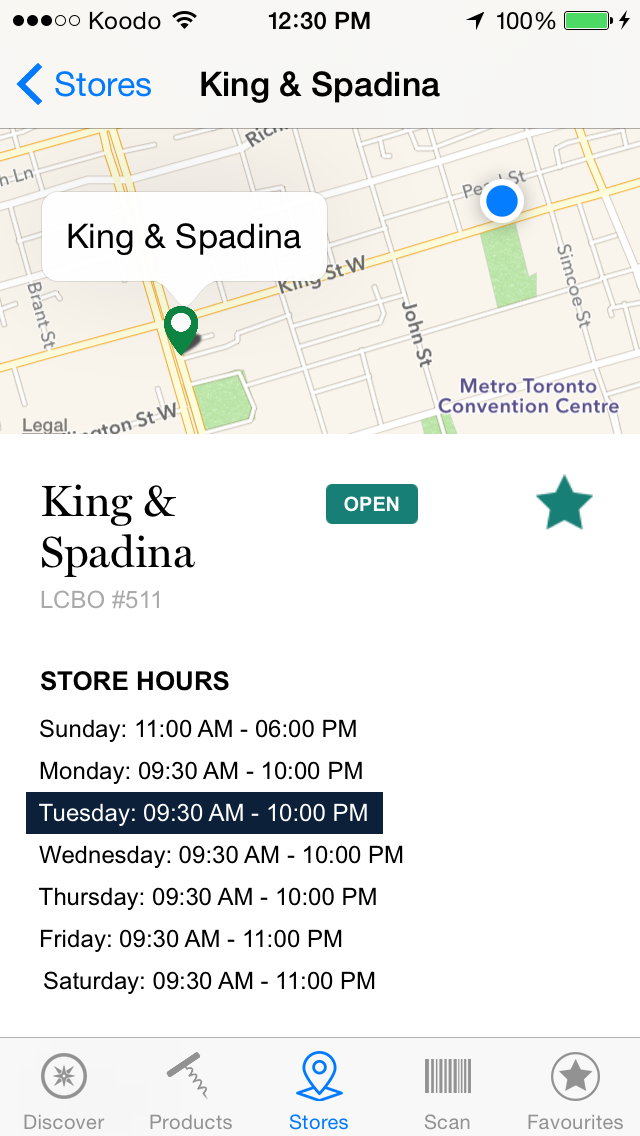 Koodo 12:30 PM 100%
Stores King & Spadina
h Ln
Pearl St
King & Spadina
King St W
Brant St
John St
Simcoe St
Metro Toronto
Convention Centre
Legal
King &
Spadina
OPEN
LCBO #511
STORE HOURS
Sunday: 11:00 AM - 06:00 PM
Monday: 09:30 AM - 10:00 PM
Tuesday: 09:30 AM - 10:00 PM
Wednesday: 09:30 AM - 10:00 PM
Thursday: 09:30 AM - 10:00 PM
Friday: 09:30 AM - 11:00 PM
Saturday: 09:30 AM - 11:00 PM
Discover Products Stores Scan Favourites